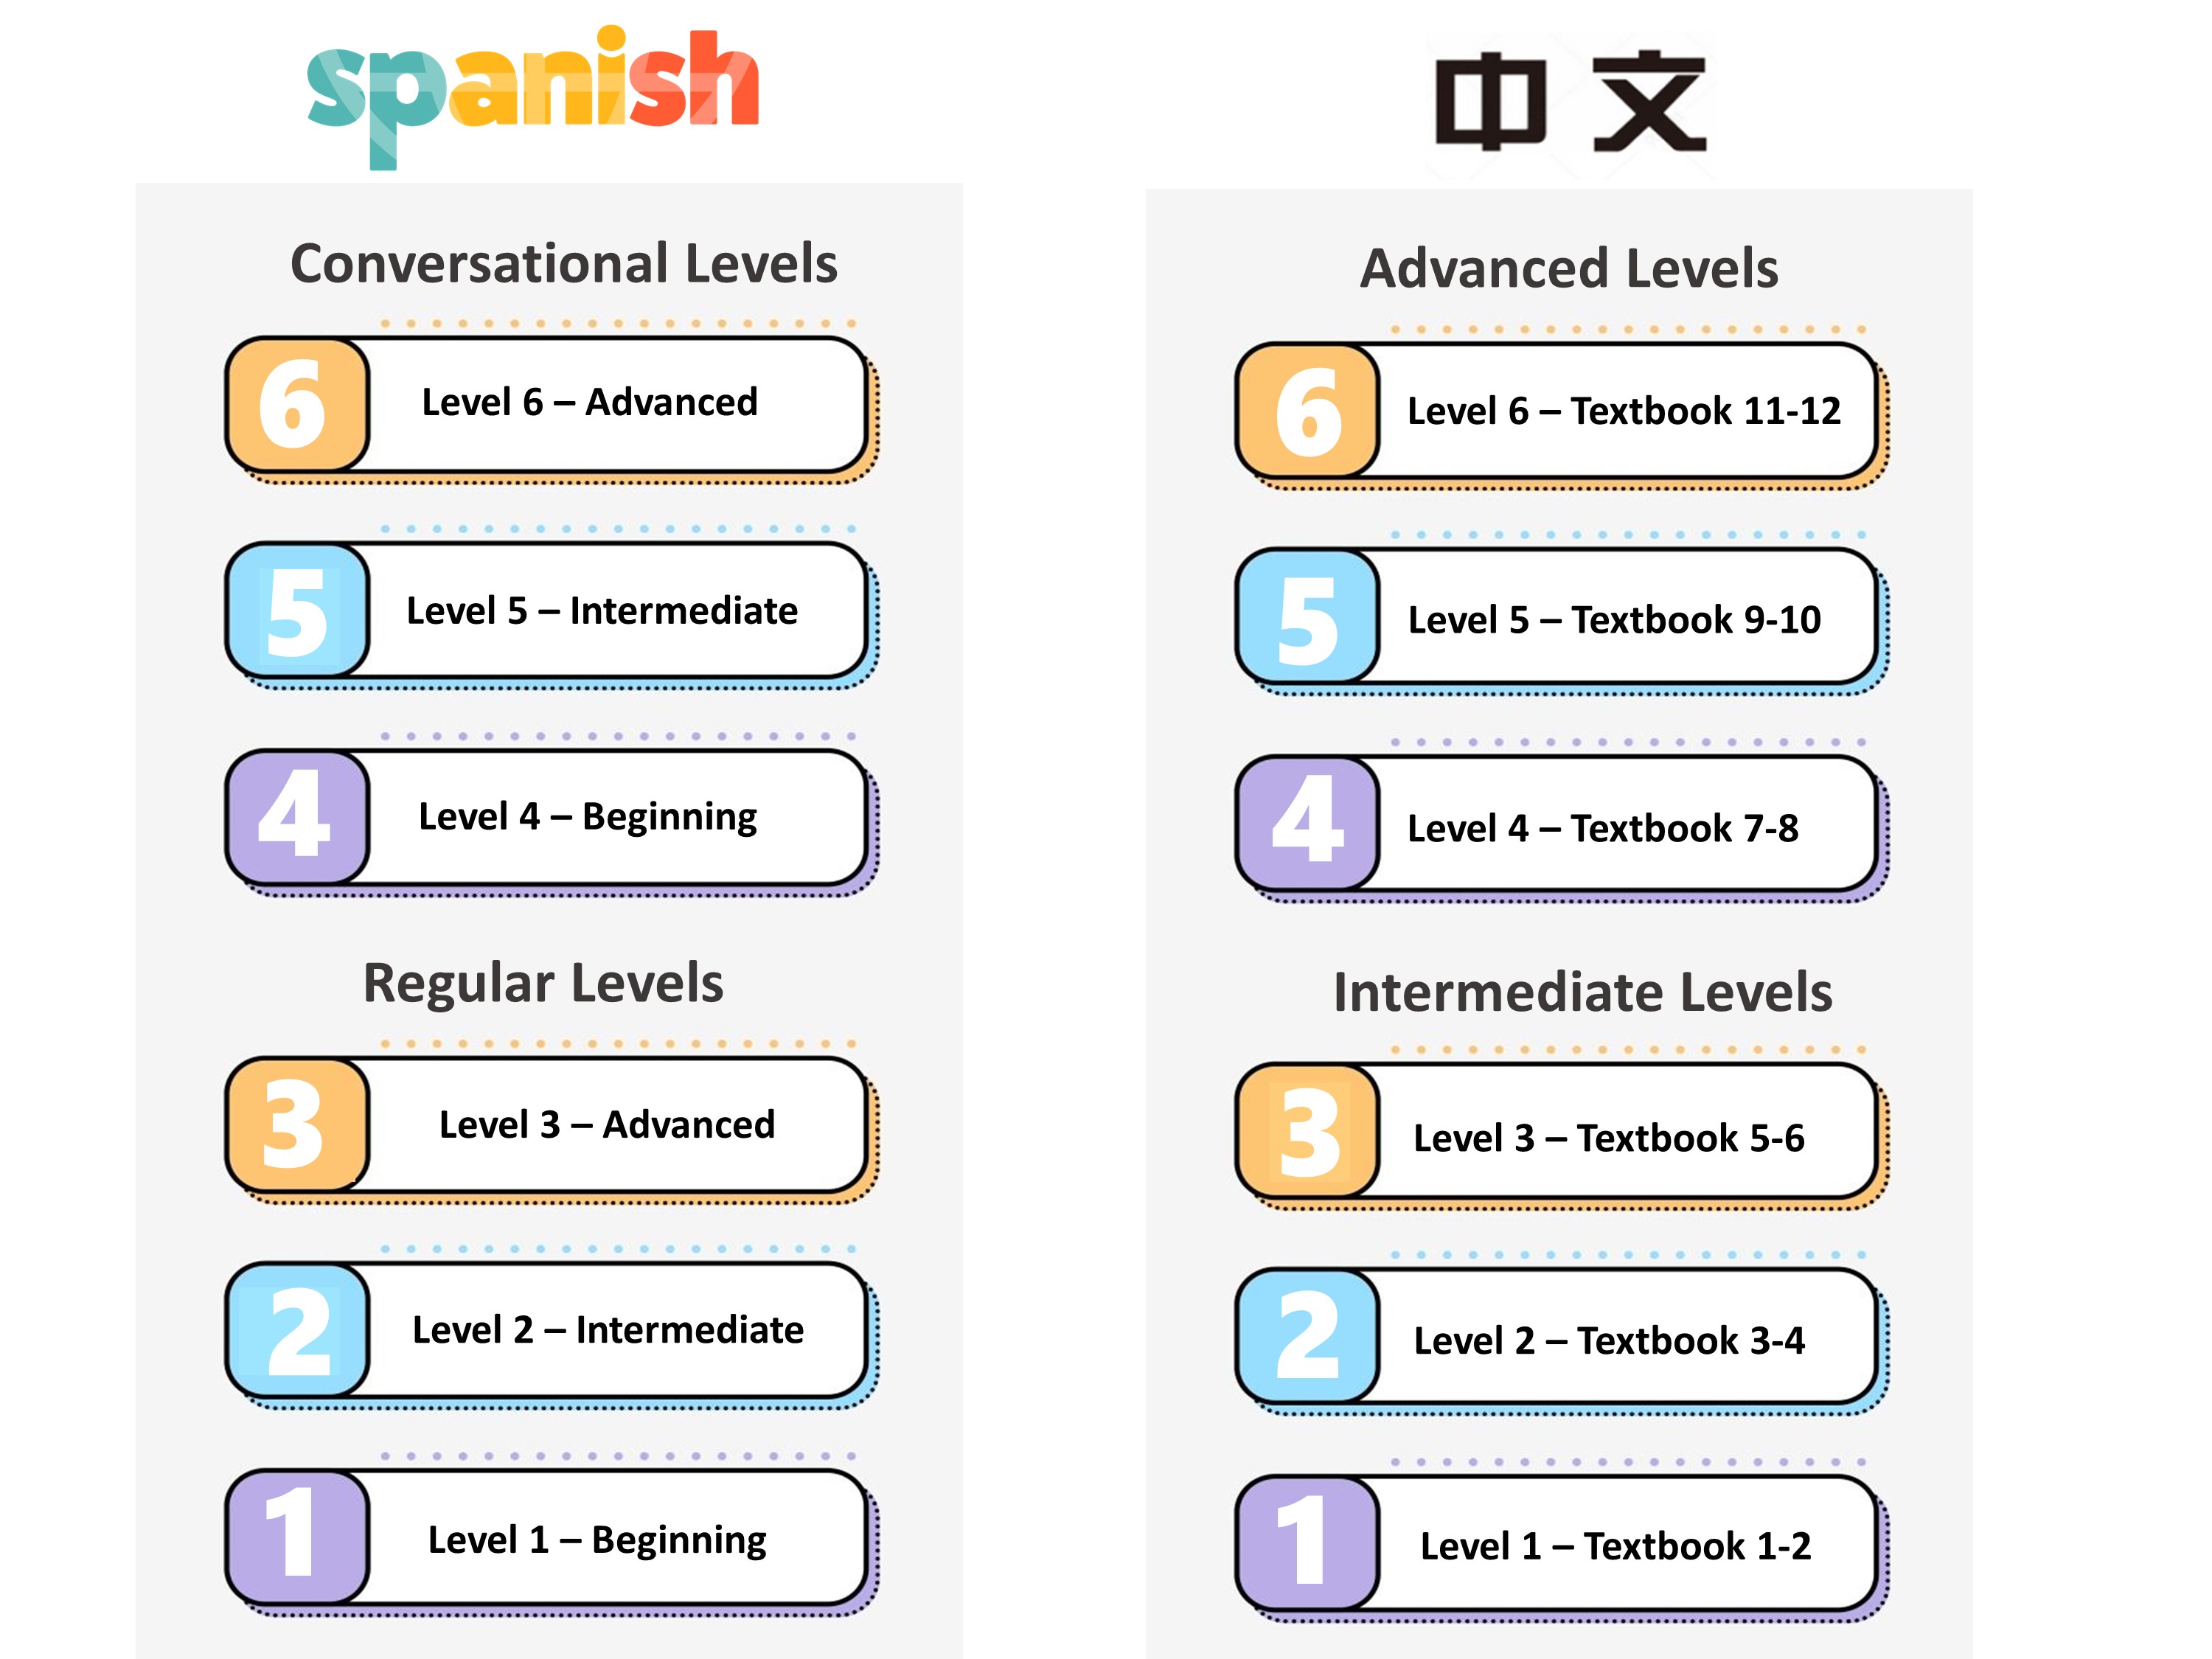 spanish
Conversational Levels
6
Level 6 – Advanced
5
Level 5 – Intermediate
4
Level 4 – Beginning
Regular Levels
3
Level 3 – Advanced
2
Level 2 – Intermediate
1
Level 1 – Beginning
中文
Advanced Levels
6
Level 6 – Textbook 11-12
5
Level 5 – Textbook 9-10
4
Level 4 – Textbook 7-8
Intermediate Levels
3
Level 3 – Textbook 5-6
2
Level 2 – Textbook 3-4
1
Level 1 – Textbook 1-2